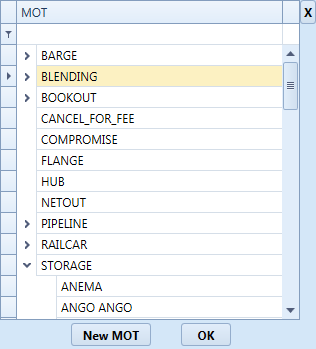 MOT
X
BARGE
BLENDING
BOOKOUT
CANCEL_FOR_FEE
COMPROMISE
FLANGE
HUB
NETOUT
PIPELINE
RAILCAR
STORAGE
ANEMA
ANGO ANGO
New MOT OK